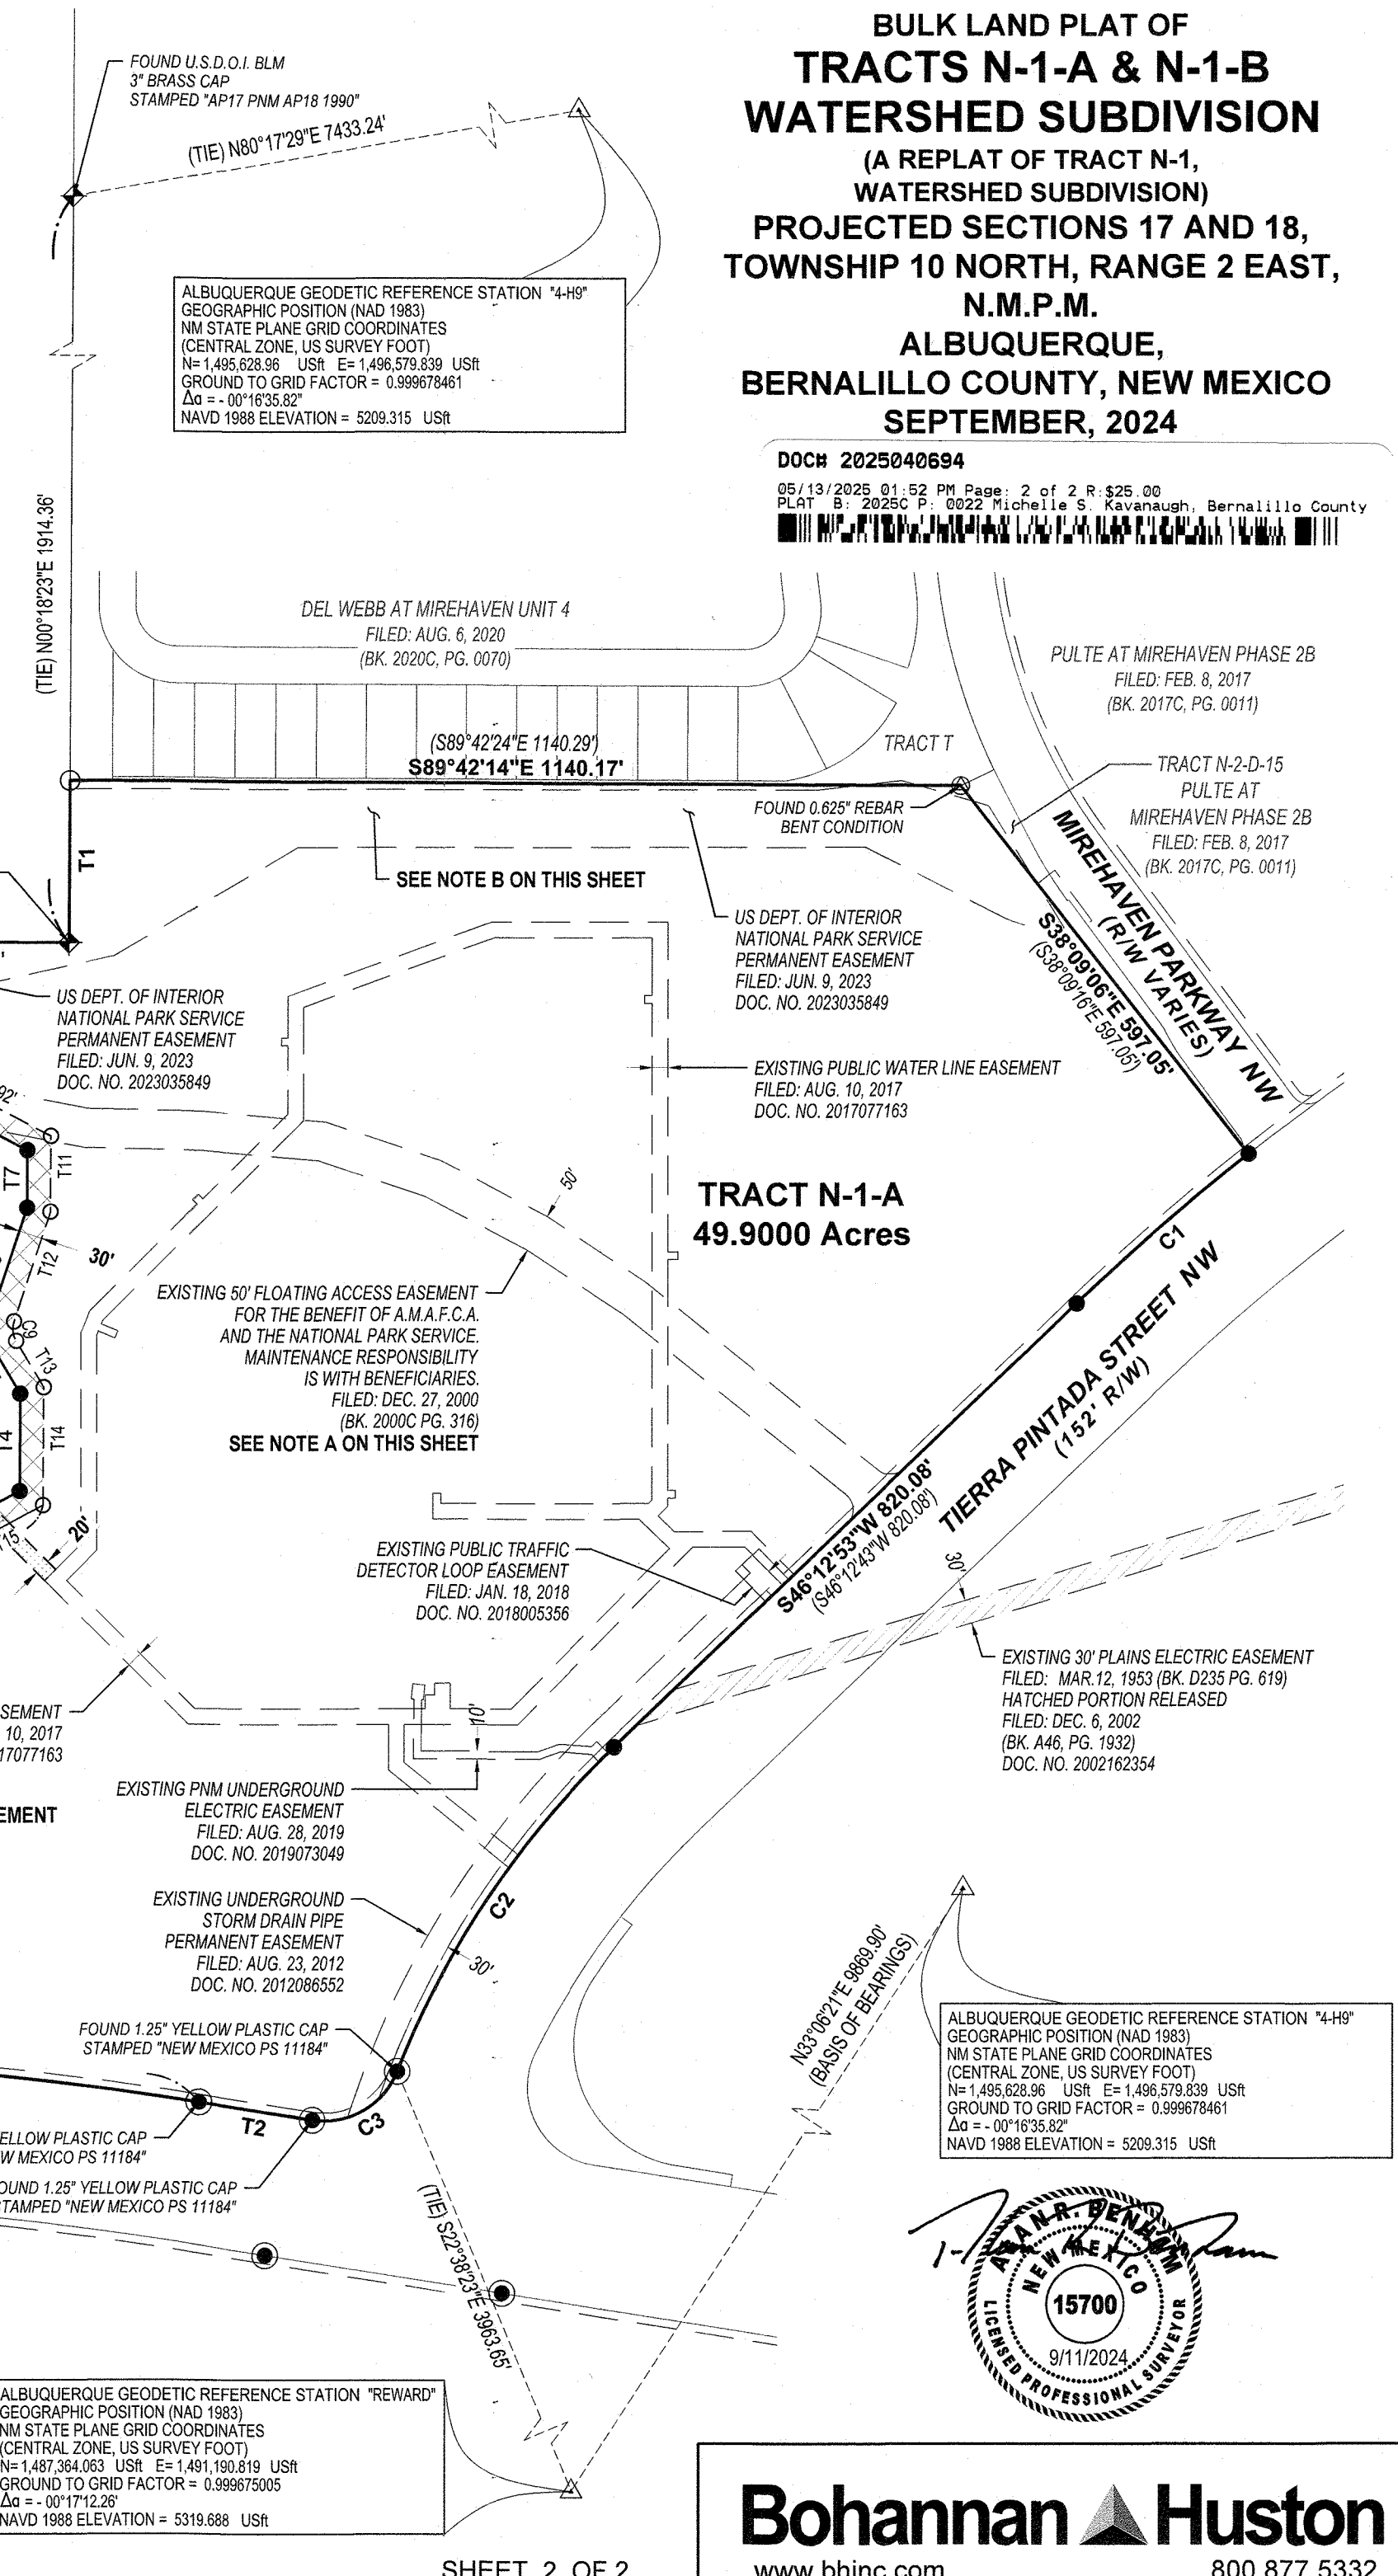 BULK LAND PLAT OF
TRACTS N-1-A & N-1-B
WATERSHED SUBDIVISION
(A REPLAT OF TRACT N-1,
WATERSHED SUBDIVISION)
PROJECTED SECTIONS 17 AND 18,
TOWNSHIP 10 NORTH, RANGE 2 EAST,
N.M.P.M.
ALBUQUERQUE,
BERNALILLO COUNTY, NEW MEXICO
SEPTEMBER, 2024
DOC# 2025040694
05/13/2025 01:52 PM Page: 2 of 2 R:$25.00
PLAT B: 2025C P: 0022 Michelle S. Kavanaugh, Bernalillo County
FOUND U.S.D.O.I. BLM
3" BRASS CAP
STAMPED "AP17 PNM AP18 1990"
(TIE) N80°17'29"E 7433.24'
ALBUQUERQUE GEODETIC REFERENCE STATION "4-H9"
GEOGRAPHIC POSITION (NAD 1983)
NM STATE PLANE GRID COORDINATES
(CENTRAL ZONE, US SURVEY FOOT)
N= 1,495,628.96 USft E= 1,496,579.839 USft
GROUND TO GRID FACTOR = 0.999678461
Δα = - 00°16'35.82"
NAVD 1988 ELEVATION = 5209.315 USft
(TIE) N00°18'23"E 1914.36'
DEL WEBB AT MIREHAVEN UNIT 4
FILED: AUG. 6, 2020
(BK. 2020C, PG. 0070)
PULTE AT MIREHAVEN PHASE 2B
FILED: FEB. 8, 2017
(BK. 2017C, PG. 0011)
(S89°42'24"E 1140.29')
S89°42'14"E 1140.17'
TRACT T
TRACT N-2-D-15
PULTE AT
MIREHAVEN PHASE 2B
FILED: FEB. 8, 2017
(BK. 2017C, PG. 0011)
FOUND 0.625" REBAR
BENT CONDITION
T1
SEE NOTE B ON THIS SHEET
MIREHAVEN PARKWAY NW
(R/W VARIES)
S38°09'06"E 597.05'
(S38°09'16"E 597.05')
US DEPT. OF INTERIOR
NATIONAL PARK SERVICE
PERMANENT EASEMENT
FILED: JUN. 9, 2023
DOC. NO. 2023035849
US DEPT. OF INTERIOR
NATIONAL PARK SERVICE
PERMANENT EASEMENT
FILED: JUN. 9, 2023
DOC. NO. 2023035849
EXISTING PUBLIC WATER LINE EASEMENT
FILED: AUG. 10, 2017
DOC. NO. 2017077163
92'
T7
T11
T12
30'
C9
T13
T4
T14
T15
20'
50'
TRACT N-1-A
49.9000 Acres
C1
EXISTING 50' FLOATING ACCESS EASEMENT
FOR THE BENEFIT OF A.M.A.F.C.A.
AND THE NATIONAL PARK SERVICE.
MAINTENANCE RESPONSIBILITY
IS WITH BENEFICIARIES.
FILED: DEC. 27, 2000
(BK. 2000C PG. 316)
SEE NOTE A ON THIS SHEET
TIERRA PINTADA STREET NW
(152' R/W)
S46°12'53"W 820.08'
(S46°12'43"W 820.08')
EXISTING PUBLIC TRAFFIC
DETECTOR LOOP EASEMENT
FILED: JAN. 18, 2018
DOC. NO. 2018005356
30'
EXISTING 30' PLAINS ELECTRIC EASEMENT
FILED: MAR.12, 1953 (BK. D235 PG. 619)
HATCHED PORTION RELEASED
FILED: DEC. 6, 2002
(BK. A46, PG. 1932)
DOC. NO. 2002162354
SEMENT
10, 2017
17077163
10'
EMENT
EXISTING PNM UNDERGROUND
ELECTRIC EASEMENT
FILED: AUG. 28, 2019
DOC. NO. 2019073049
C2
EXISTING UNDERGROUND
STORM DRAIN PIPE
PERMANENT EASEMENT
FILED: AUG. 23, 2012
DOC. NO. 2012086552
30'
FOUND 1.25" YELLOW PLASTIC CAP
STAMPED "NEW MEXICO PS 11184"
N33°06'21"E 9869.90'
(BASIS OF BEARINGS)
ALBUQUERQUE GEODETIC REFERENCE STATION "4-H9"
GEOGRAPHIC POSITION (NAD 1983)
NM STATE PLANE GRID COORDINATES
(CENTRAL ZONE, US SURVEY FOOT)
N= 1,495,628.96 USft E= 1,496,579.839 USft
GROUND TO GRID FACTOR = 0.999678461
Δα = - 00°16'35.82"
NAVD 1988 ELEVATION = 5209.315 USft
T2
C3
ELLOW PLASTIC CAP
W MEXICO PS 11184"
OUND 1.25" YELLOW PLASTIC CAP
TAMPED "NEW MEXICO PS 11184"
(TIE) S22°38'23"E 3963.65'
R. BENHAM
NEW MEXICO
15700
9/11/2024
LICENSED PROFESSIONAL SURVEYOR
ALBUQUERQUE GEODETIC REFERENCE STATION "REWARD"
GEOGRAPHIC POSITION (NAD 1983)
NM STATE PLANE GRID COORDINATES
(CENTRAL ZONE, US SURVEY FOOT)
N= 1,487,364.063 USft E= 1,491,190.819 USft
GROUND TO GRID FACTOR = 0.999675005
Δα = - 00°17'12.26'
NAVD 1988 ELEVATION = 5319.688 USft
Bohannan Huston
www.bhinc.com 800.877.5332
SHEET 2 OF 2